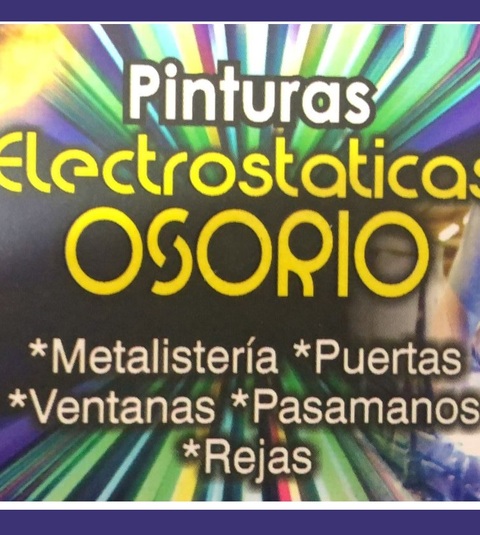 Pinturas
Electrostaticas
OSORIO
*Metalistería *Puertas
*Ventanas *Pasamanos
*Rejas